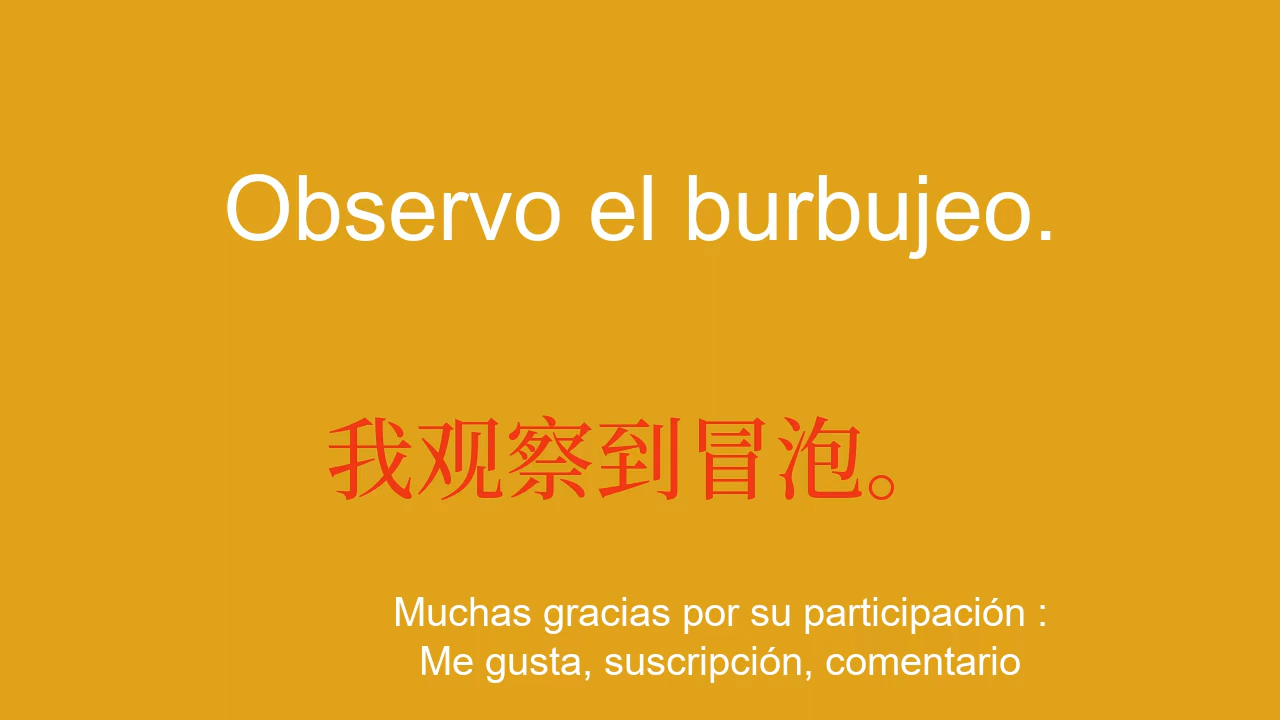 Observo el burbujeo.
我观察到冒泡。
Muchas gracias por su participación :
Me gusta, suscripción, comentario